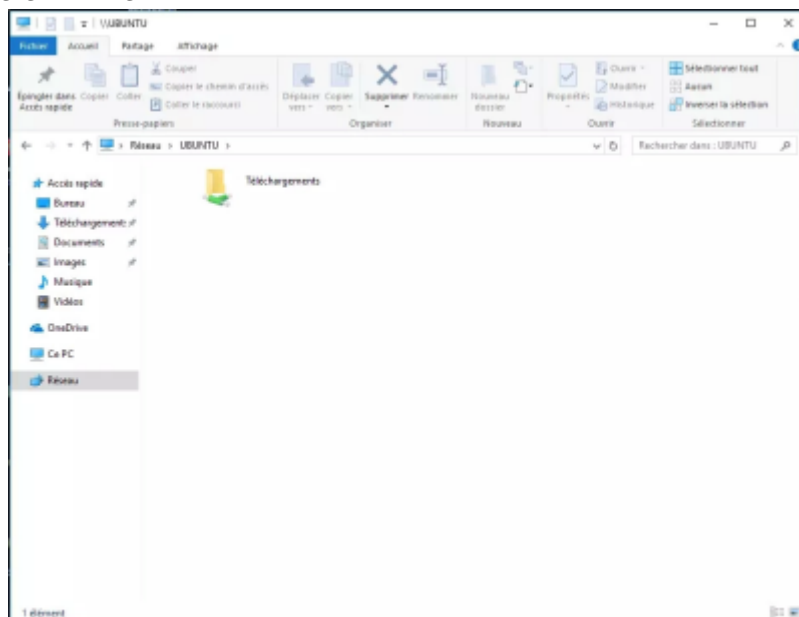 \\UBUNTU
Fichier Accueil Partage Affichage
Épingler dans Accès rapide
Copier
Coller
Couper
Copier le chemin d'accès
Coller le raccourci
Déplacer vers
Copier vers
Supprimer
Renommer
Nouveau dossier
Propriétés
Ouvrir
Modifier
Historique
Sélectionner tout
Aucun
Inverser la sélection
Presse-papiers Organiser Nouveau Ouvrir Sélectionner
Réseau > UBUNTU >
Rechercher dans : UBUNTU
Accès rapide
Bureau
Téléchargements
Documents
Images
Musique
Vidéos
OneDrive
Ce PC
Réseau
Téléchargements
1 élément